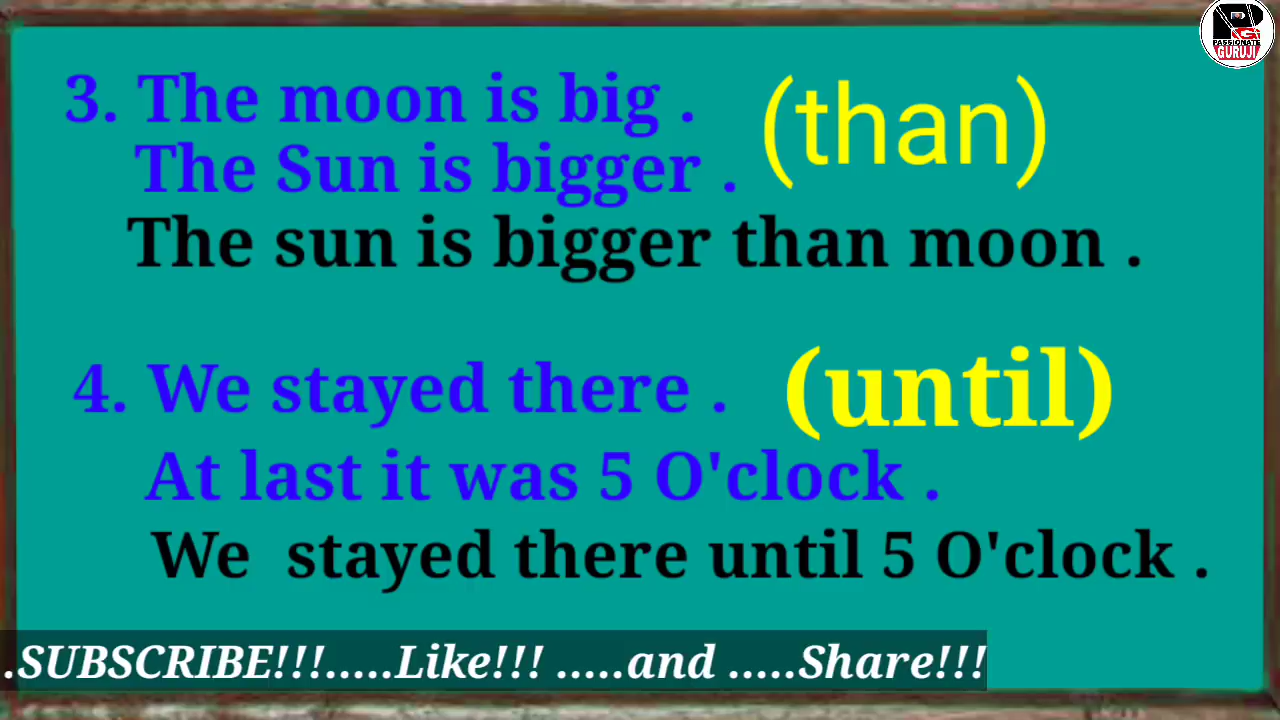 3. The moon is big . (than)
The Sun is bigger .
The sun is bigger than moon .
4. We stayed there . (until)
At last it was 5 O'clock .
We stayed there until 5 O'clock .
.SUBSCRIBE!!!.....Like!!! .....and .....Share!!!
PG
PASSIONATE
GURUJI